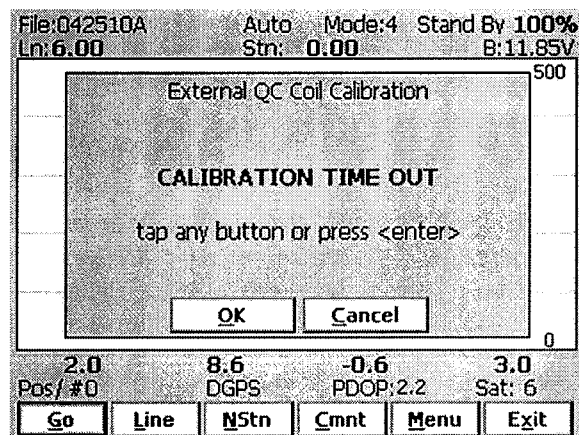 File:042510A Auto Mode:4 Stand By 100%
Ln:6.00 Stn: 0.00 B:11.85V
500
External QC Coil Calibration
CALIBRATION TIME OUT
tap any button or press <enter>
OK Cancel
0
2.0 8.6 -0.6 3.0
Pos/#0 DGPS PDOP:2.2 Sat: 6
Go Line NStn Cmnt Menu Exit